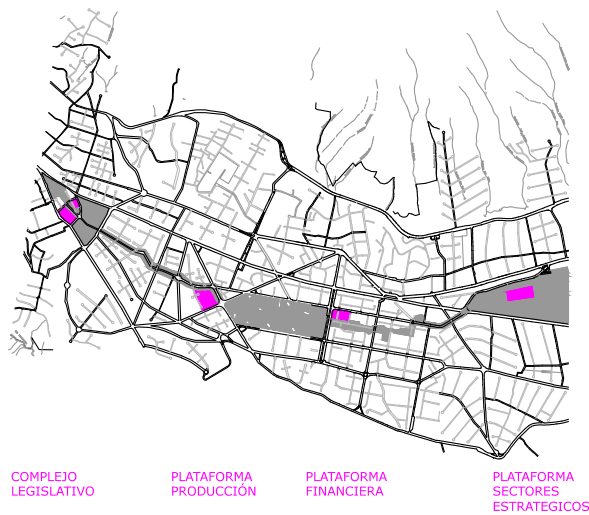 COMPLEJO
LEGISLATIVO
PLATAFORMA
PRODUCCIÓN
PLATAFORMA
FINANCIERA
PLATAFORMA
SECTORES
ESTRATEGICOS